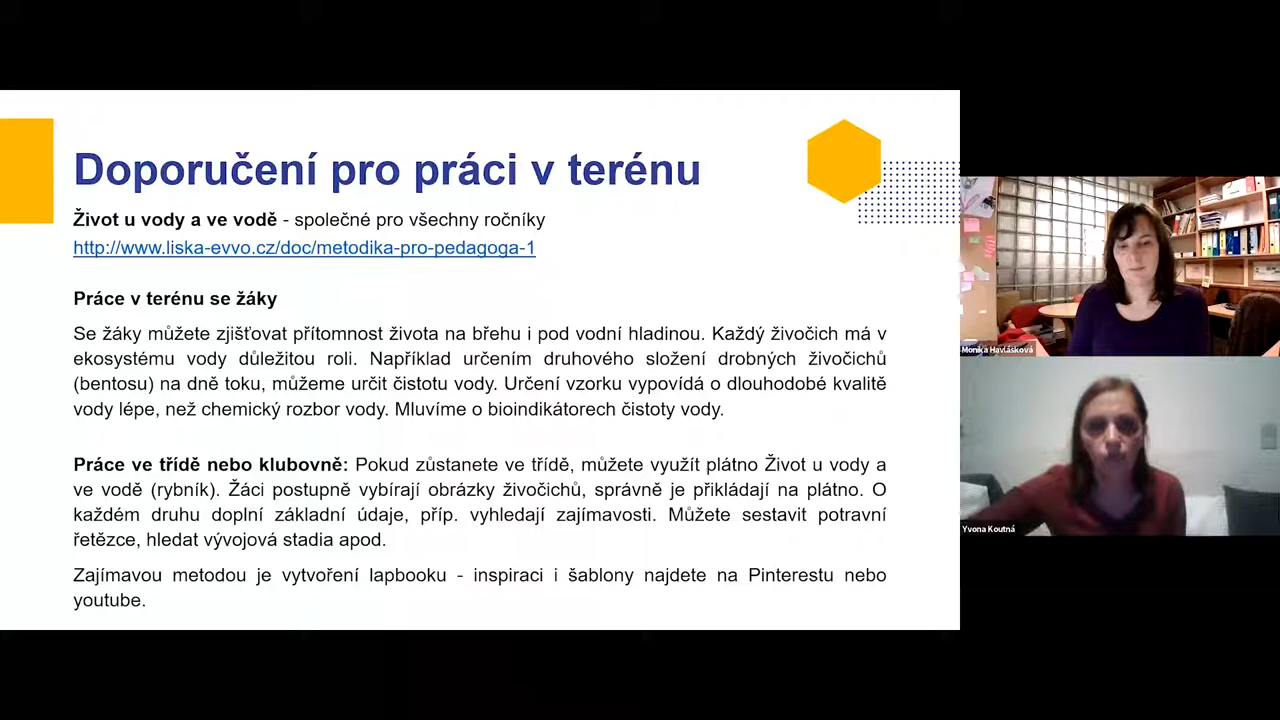 Doporučení pro práci v terénu
Život u vody a ve vodě - společné pro všechny ročníky
http://www.liska-evvo.cz/doc/metodika-pro-pedagoga-1
Práce v terénu se žáky
Se žáky můžete zjišťovat přítomnost života na břehu i pod vodní hladinou. Každý živočich má v
ekosystému vody důležitou roli. Například určením druhového složení drobných živočichů
(bentosu) na dně toku, můžeme určit čistotu vody. Určení vzorku vypovídá o dlouhodobé kvalitě
vody lépe, než chemický rozbor vody. Mluvíme o bioindikátorech čistoty vody.
Práce ve třídě nebo klubovně: Pokud zůstanete ve třídě, můžete využít plátno Život u vody a
ve vodě (rybník). Žáci postupně vybírají obrázky živočichů, správně je přikládají na plátno. O
každém druhu doplní základní údaje, příp. vyhledají zajímavosti. Můžete sestavit potravní
řetězce, hledat vývojová stadia apod.
Zajímavou metodou je vytvoření lapbooku - inspiraci i šablony najdete na Pinterestu nebo
youtube.
Monika Havlásková
Yvona Koutná